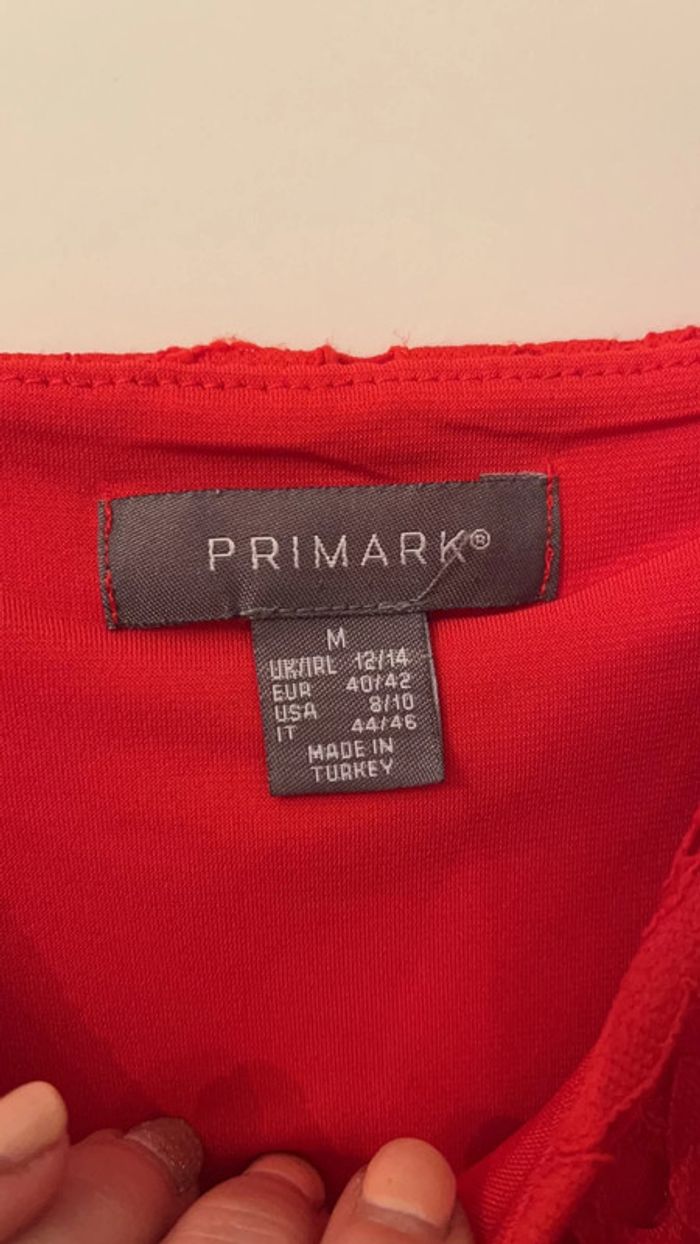 PRIMARK®
M
UK/IRL 12/14
EUR 40/42
USA 8/10
IT 44/46
MADE IN
TURKEY